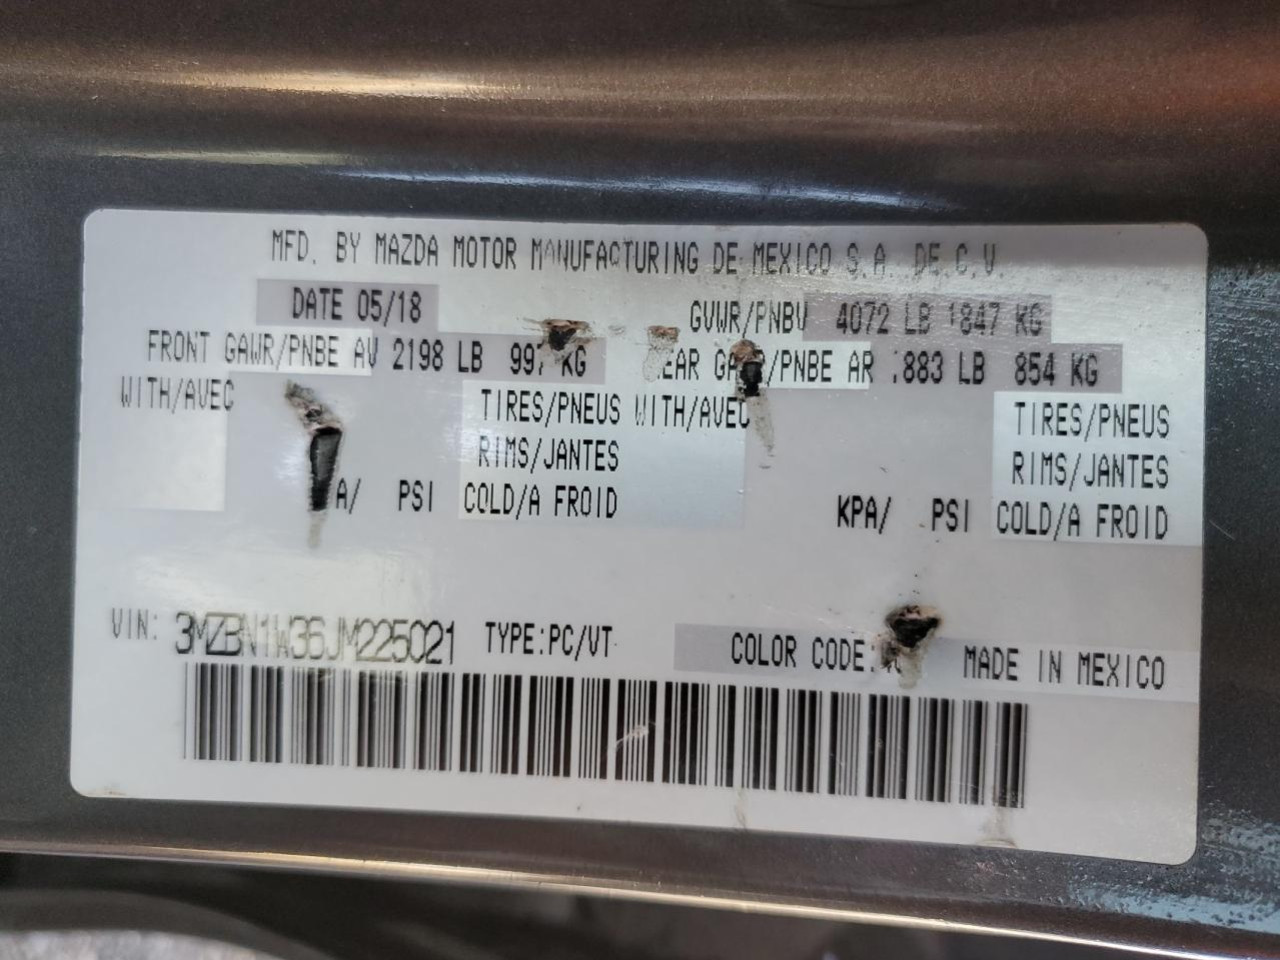 MFD. BY MAZDA MOTOR MANUFACTURING DE MEXICO S.A. DE C.V.
DATE 05/18 GVWR/PNBV 4072 LB 1847 KG
FRONT GAWR/PNBE AV 2198 LB 997 KG GAWR/PNBE AR LB 854 KG
WITH/AVEC TIRES/PNEUS WITH/AVEC TIRES/PNEUS
RIMS/JANTES RIMS/JANTES
PSI COLD/A FROID KPA/ PSI COLD/A FROID
VIN: 3MZBN1W36JM225021 TYPE:PC/VT COLOR CODE: MADE IN MEXICO